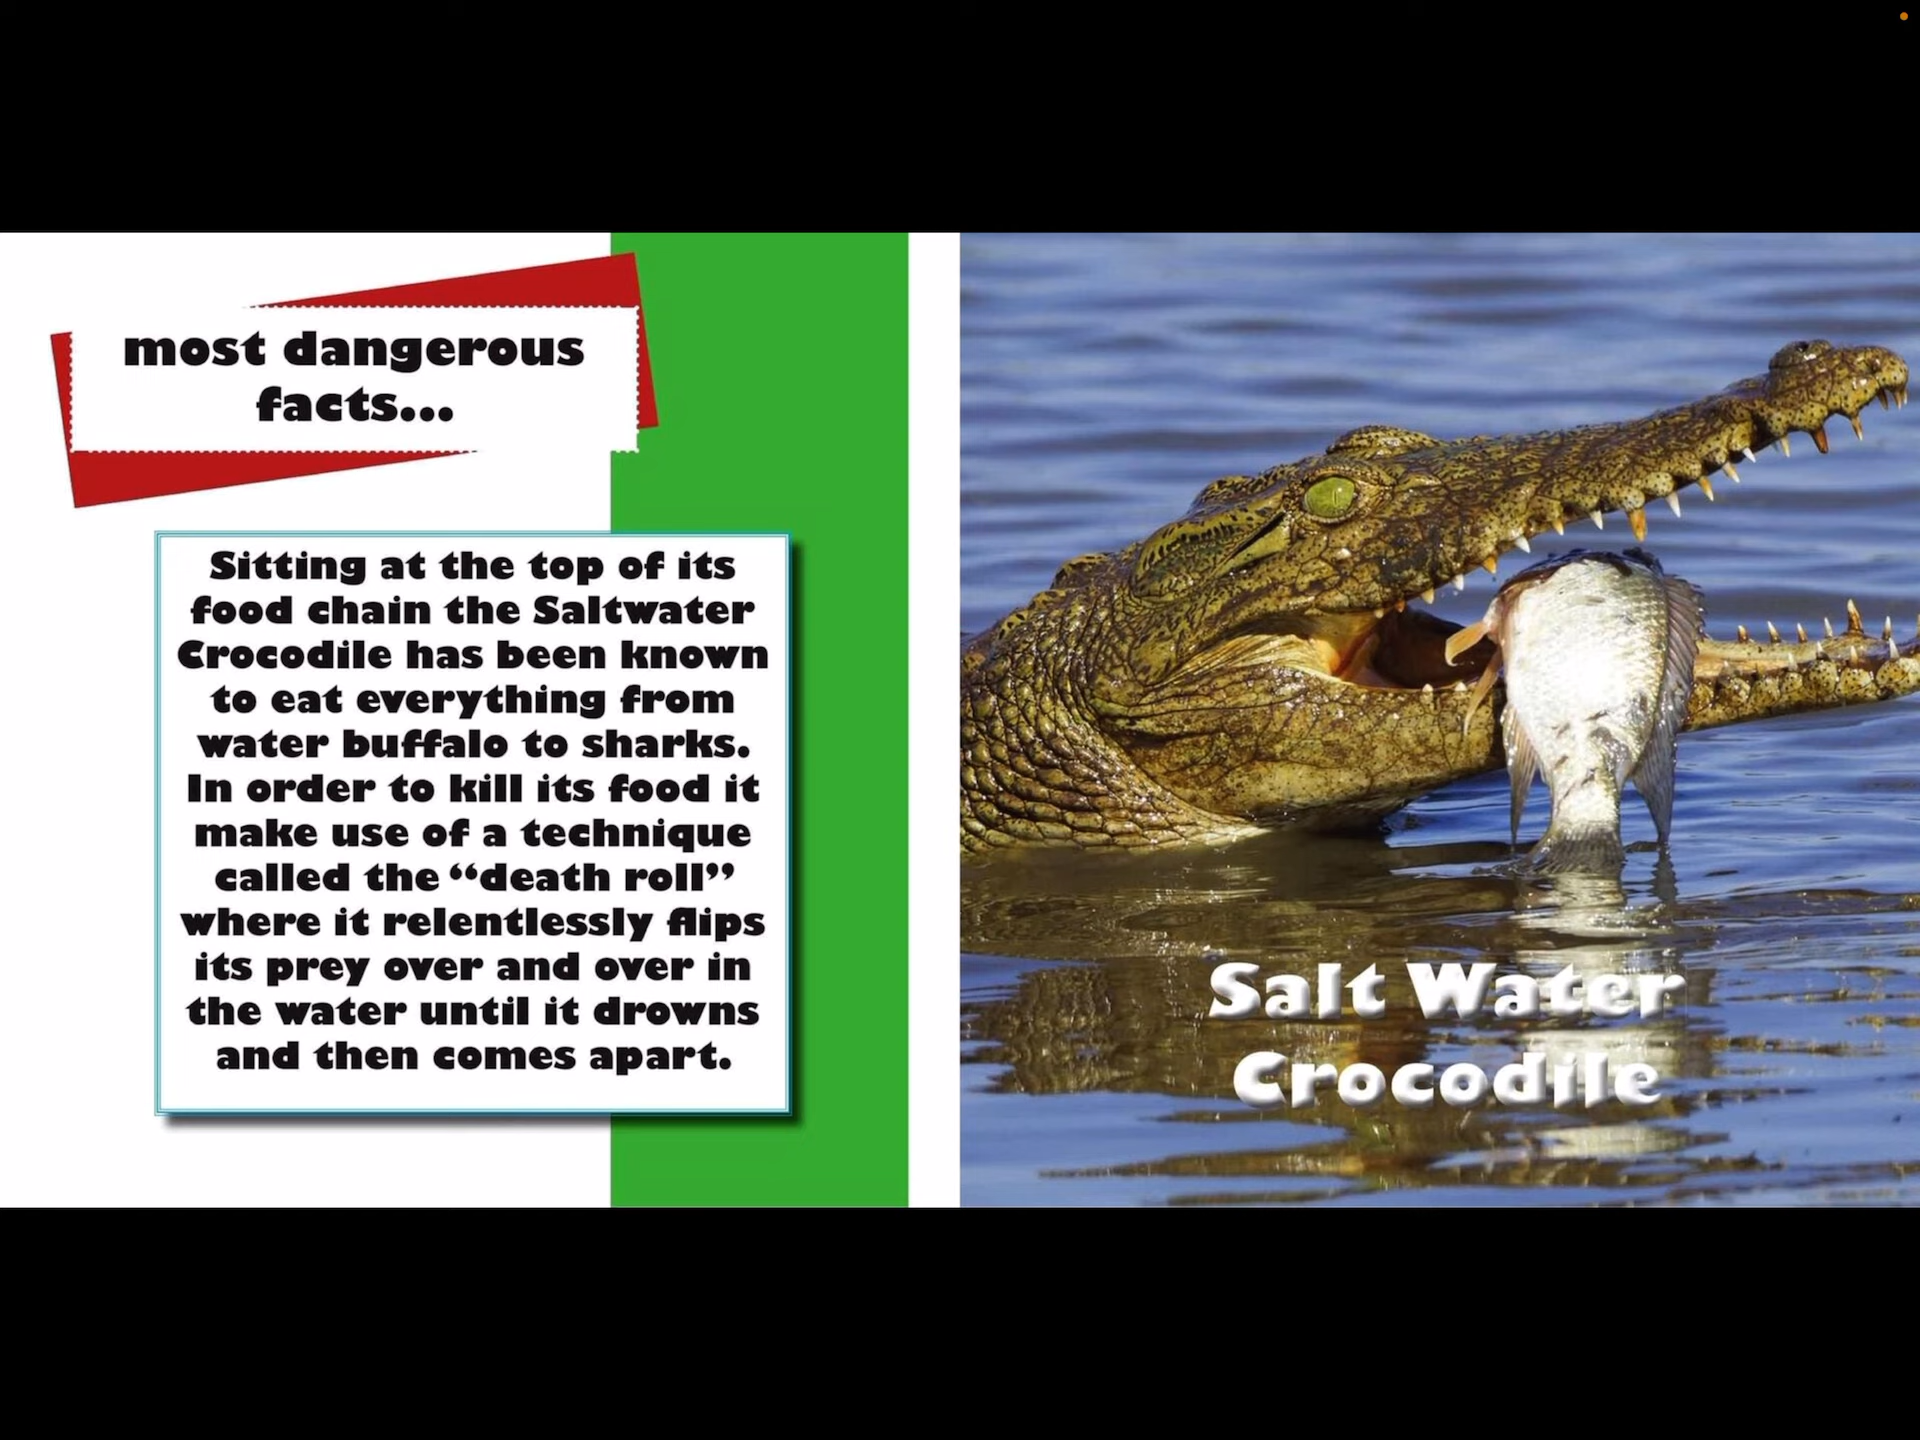 most dangerous
facts...
Sitting at the top of its
food chain the Saltwater
Crocodile has been known
to eat everything from
water buffalo to sharks.
In order to kill its food it
make use of a technique
called the “death roll”
where it relentlessly flips
its prey over and over in
the water until it drowns
and then comes apart.
Salt Water
Crocodile